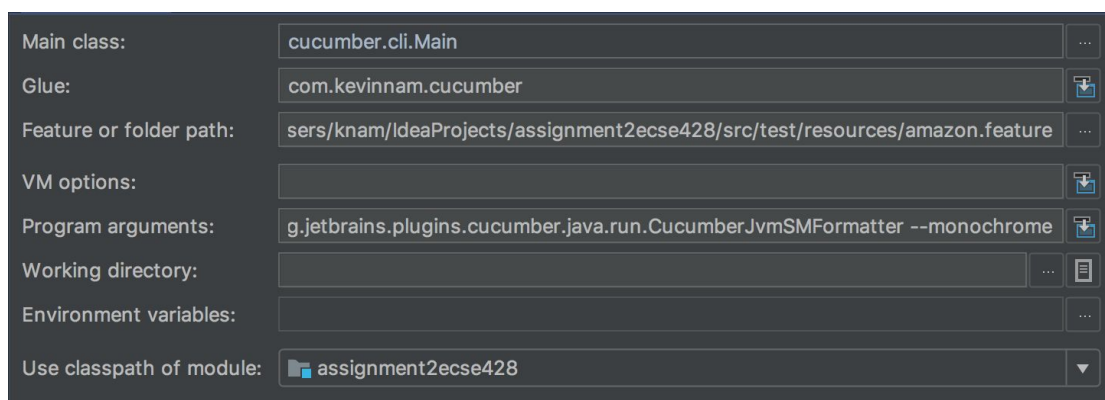 Main class: cucumber.cli.Main
Glue: com.kevinnam.cucumber
Feature or folder path: sers/knam/IdeaProjects/assignment2ecse428/src/test/resources/amazon.feature
VM options:
Program arguments: g.jetbrains.plugins.cucumber.java.run.CucumberJvmSMFormatter --monochrome
Working directory:
Environment variables:
Use classpath of module: assignment2ecse428